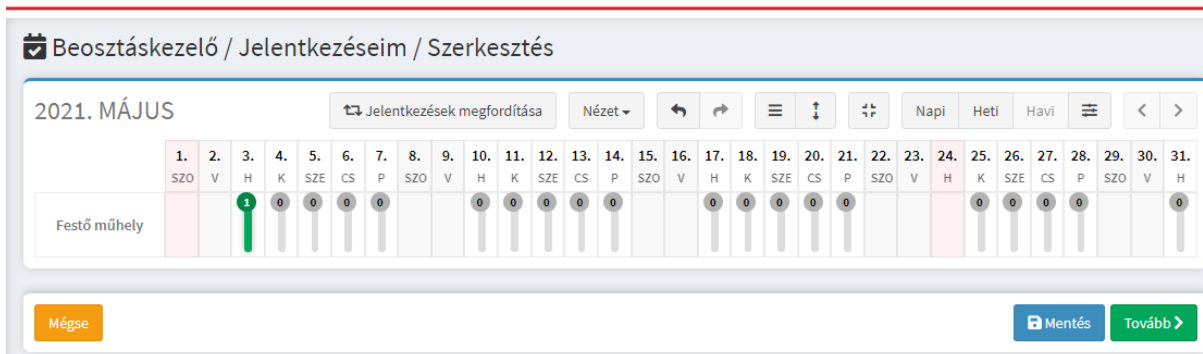 Beosztáskezelő / Jelentkezéseim / Szerkesztés
2021. MÁJUS Jelentkezések megfordítása Nézet Napi Heti Havi
1. 2. 3. 4. 5. 6. 7. 8. 9. 10. 11. 12. 13. 14. 15. 16. 17. 18. 19. 20. 21. 22. 23. 24. 25. 26. 27. 28. 29. 30. 31.
SZO V H K SZE CS P SZO V H K SZE CS P SZO V H K SZE CS P SZO V H K SZE CS P SZO V H
1 0 0 0 0 0 0 0 0 0 0 0 0 0 0 0 0 0 0 0
Festő műhely
Mégse Mentés Tovább